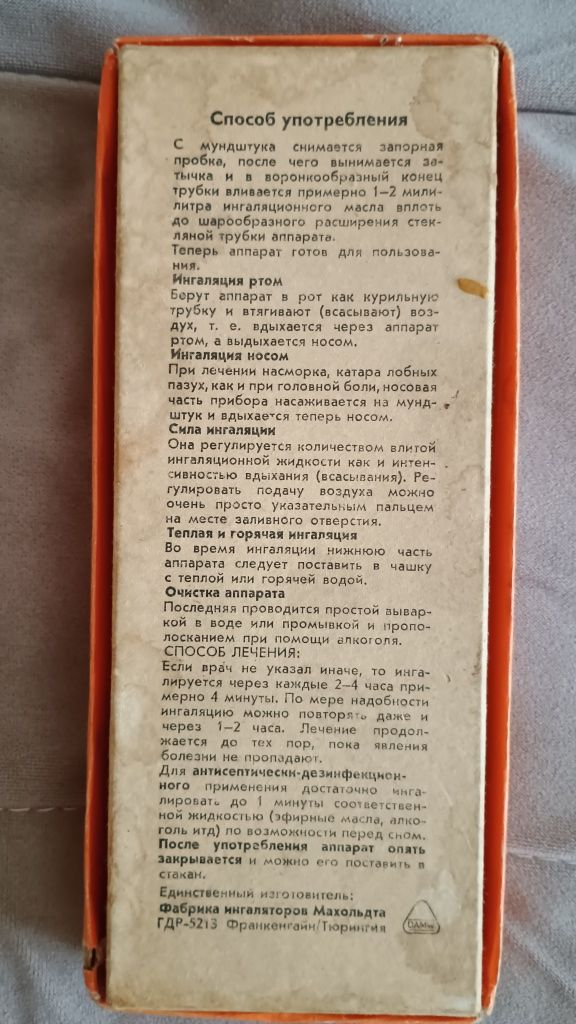 Способ употребления
С мундштука снимается запорная
пробка, после чего вынимается за-
тычка и в воронкообразный конец
трубки вливается примерно 1–2 мили-
литра ингаляционного масла вплоть
до шарообразного расширения стек-
ляной трубки аппарата.
Теперь аппарат готов для пользова-
ния.
Ингаляция ртом
Берут аппарат в рот как курильную
трубку и втягивают (всасывают) воз-
дух, т. е. вдыхается через аппарат
ртом, а выдыхается носом.
Ингаляция носом
При лечении насморка, катара лобных
пазух, как и при головной боли, носовая
часть прибора насаживается на мунд-
штук и вдыхается теперь носом.
Сила ингаляции
Она регулируется количеством влитой
ингаляционной жидкости как и интен-
сивностью вдыхания (всасывания). Ре-
гулировать подачу воздуха можно
очень просто указательным пальцем
на месте заливного отверстия.
Теплая и горячая ингаляция
Во время ингаляции нижнюю часть
аппарата следует поставить в чашку
с теплой или горячей водой.
Очистка аппарата
Последняя проводится простой вывар-
кой в воде или промывкой и пропо-
лосканием при помощи алкоголя.
СПОСОБ ЛЕЧЕНИЯ:
Если врач не указал иначе, то инга-
лируется через каждые 2–4 часа при-
мерно 4 минуты. По мере надобности
ингаляцию можно повторять даже и
через 1–2 часа. Лечение продол-
жается до тех пор, пока явления
болезни не пропадают.
Для антисептически-дезинфекцион-
ного применения достаточно инга-
лировать до 1 минуты соответствен-
ной жидкостью (эфирные масла, алко-
голь итд) по возможности перед сном.
После употребления аппарат опять
закрывается и можно его поставить в
стакан.
Единственный изготовитель:
Фабрика ингаляторов Махольдта
ГДР-5213 Франкенгайн/Тюрингия